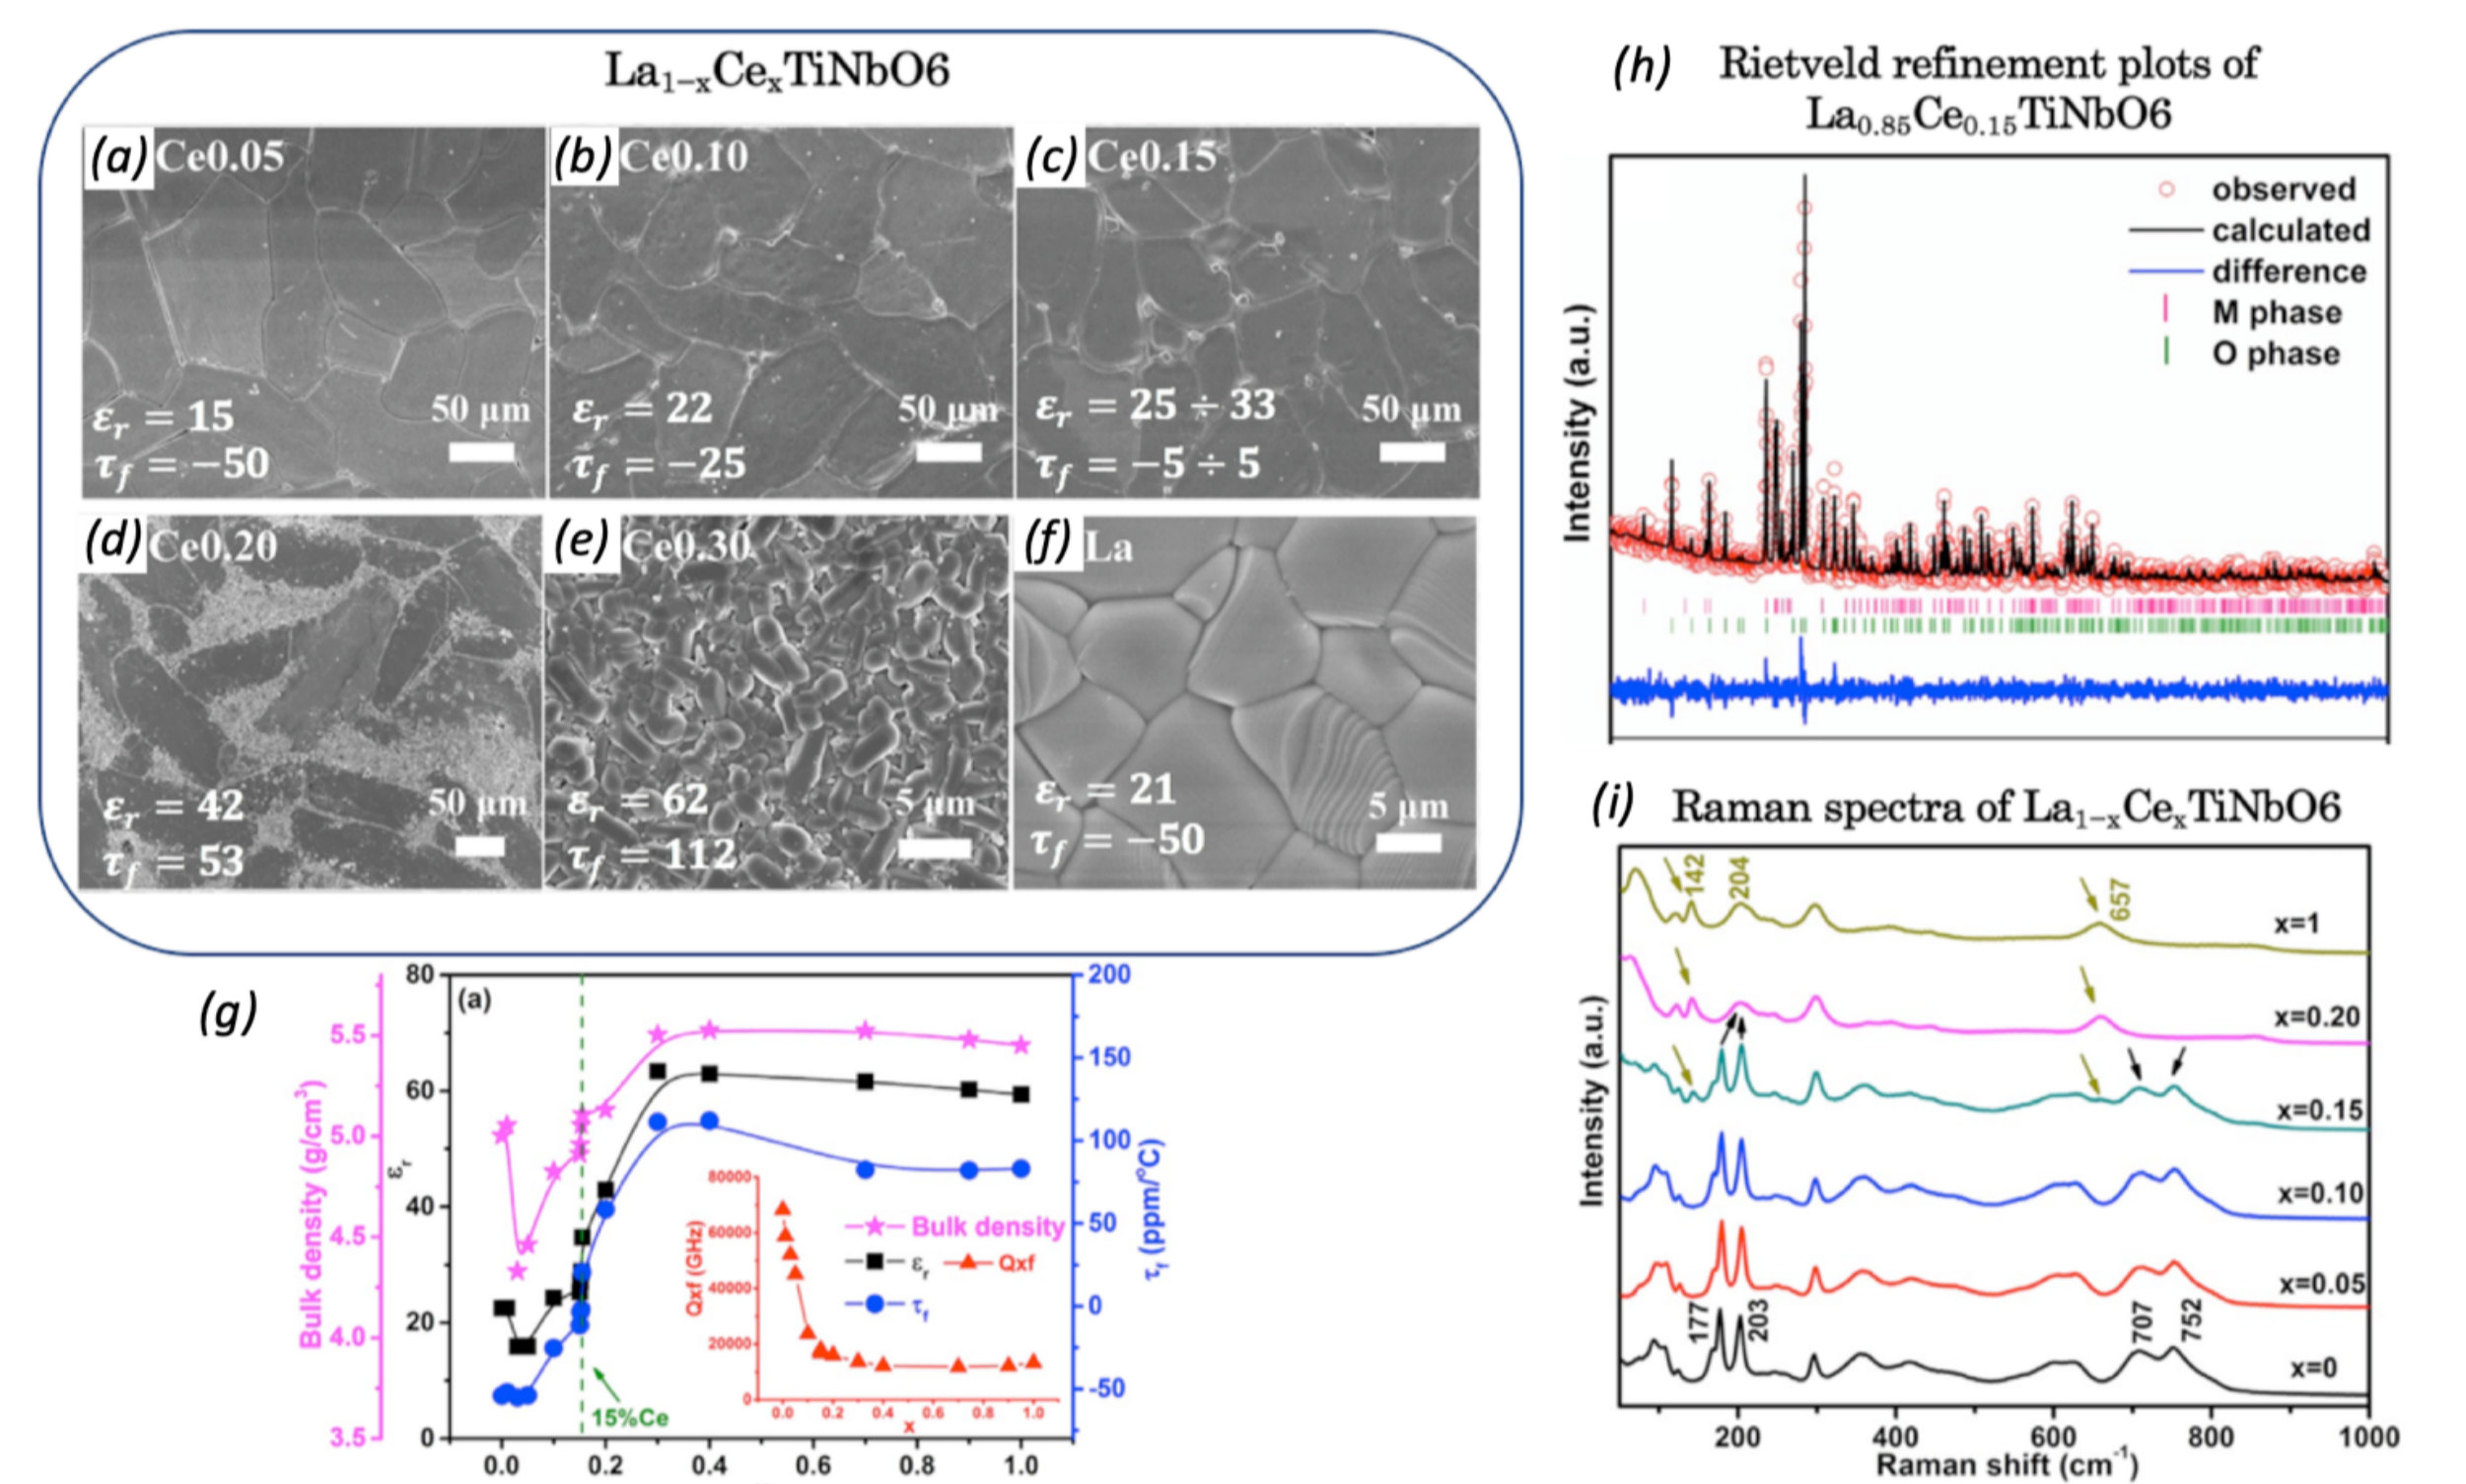 La1−xCexTiNbO6
(a) Ce0.05
εr = 15
τf = −50
50 μm
(b) Ce0.10
εr = 22
τf = −25
50 μm
(c) Ce0.15
εr = 25 ÷ 33
τf = −5 ÷ 5
50 μm
(d) Ce0.20
εr = 42
τf = 53
50 μm
(e) Ce0.30
εr = 62
τf = 112
5 μm
(f) La
εr = 21
τf = −50
5 μm
(g)
(a)
Bulk density (g/cm3)
5.5
5.0
4.5
4.0
3.5
εr
80
60
40
20
0
0.0 0.2 0.4 0.6 0.8 1.0
200
150
100
50
0
-50
τf (ppm/°C)
15%Ce
Bulk density
εr Qxf
τf
Qxf (GHz)
80000
60000
40000
20000
0
0.0 0.2 0.4 0.6 0.8 1.0
x
(h) Rietveld refinement plots of
La0.85Ce0.15TiNbO6
Intensity (a.u.)
observed
calculated
difference
M phase
O phase
(i) Raman spectra of La1−xCexTiNbO6
Intensity (a.u.)
142 204 657
x=1
x=0.20
x=0.15
x=0.10
x=0.05
177 203 707 752
x=0
200 400 600 800 1000
Raman shift (cm-1)